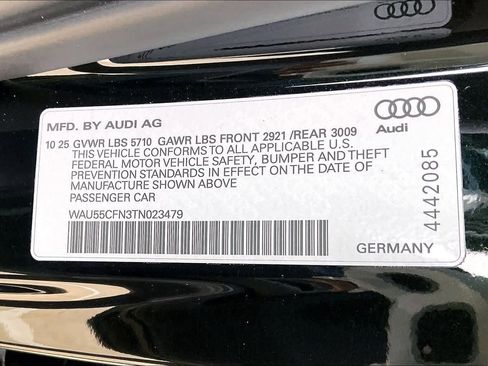 MFD. BY AUDI AG
10 25 GVWR LBS 5710 GAWR LBS FRONT 2921 /REAR 3009
THIS VEHICLE CONFORMS TO ALL APPLICABLE U.S.
FEDERAL MOTOR VEHICLE SAFETY, BUMPER AND THEFT
PREVENTION STANDARDS IN EFFECT ON THE DATE OF
MANUFACTURE SHOWN ABOVE
PASSENGER CAR
WAU55CFN3TN023479
Audi
4442085
GERMANY